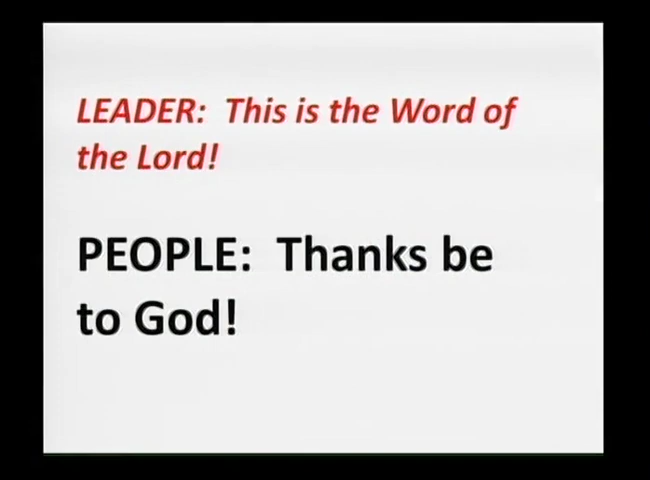 LEADER:  This is the Word of
the Lord!
PEOPLE:  Thanks be
to God!